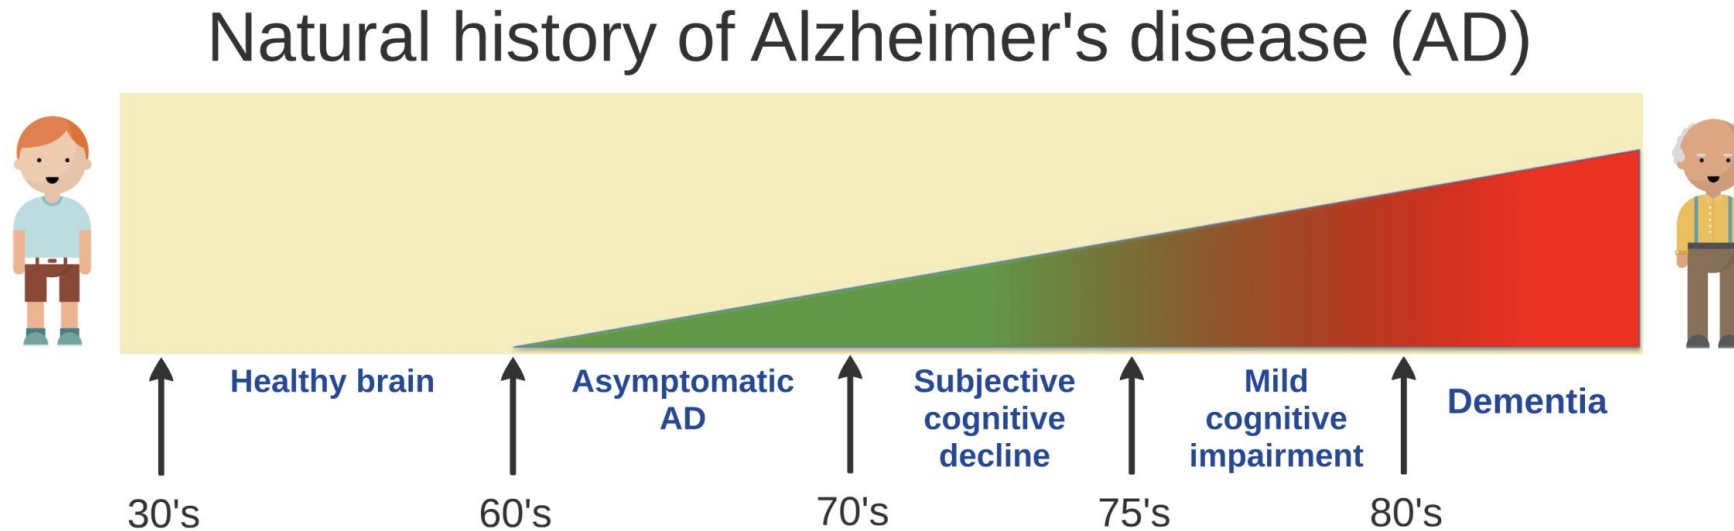 Natural history of Alzheimer's disease (AD)
Healthy brain
Asymptomatic
AD
Subjective
cognitive
decline
Mild
cognitive
impairment
Dementia
30's
60's
70's
75's
80's